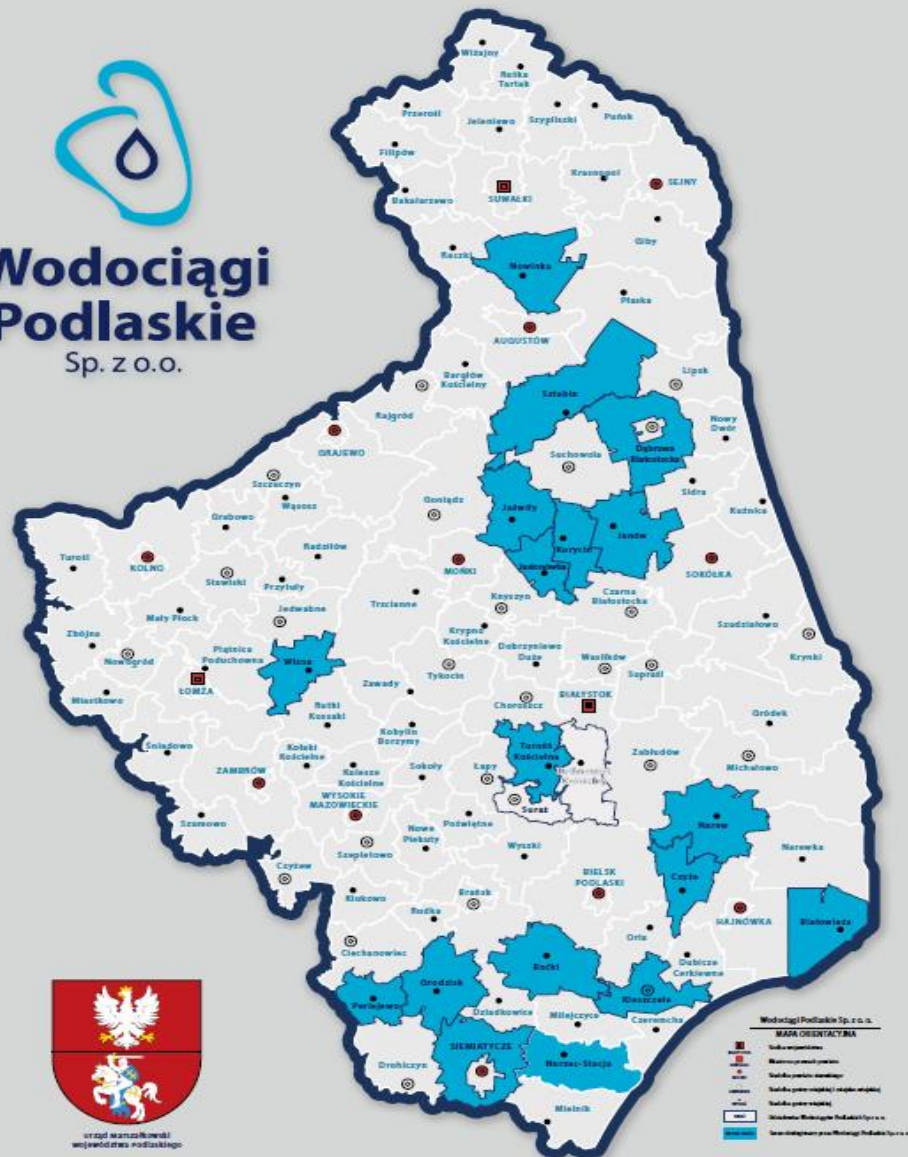 Wodociągi
Podlaskie
Sp. z o.o.
Wiżajny
Rutka
Tartak
Przerośl
Jeleniewo
Szypliszki
Puńsk
Filipów
Krasnopol
SEJNY
Bakałarzewo
SUWAŁKI
Giby
Raczki
Nowinka
Płaska
AUGUSTÓW
Bargłów
Kościelny
Lipsk
Sztabin
Rajgród
Nowy
Dwór
GRAJEWO
Suchowola
Dąbrowa
Białostocka
Szczuczyn
Wąsosz
Goniądz
Sidra
Kuźnica
Grabowo
Jaświły
Janów
Korycin
Turośl
KOLNO
Radziłów
MOŃKI
SOKÓŁKA
Stawiski
Przytuły
Jasionówka
Trzcianne
Knyszyn
Czarna
Białostocka
Mały Płock
Jedwabne
Szudziałowo
Zbójna
Krypno
Kościelne
Dobrzyniewo
Duże
Krynki
Nowogród
Piątnica
Poduchowna
Wizna
Tykocin
Wasilków
Supraśl
Miastkowo
ŁOMŻA
Zawady
BIAŁYSTOK
Choroszcz
Rutki
Kossaki
Gródek
Śniadowo
Kołaki
Kościelne
Kobylin
Borzymy
Turośń
Kościelna
Zabłudów
Michałowo
ZAMBRÓW
Kulesze
Kościelne
Sokoły
Łapy
WYSOKIE
MAZOWIECKIE
Suraż
Szumowo
Nowe
Piekuty
Poświętne
Narew
Szepietowo
Wyszki
Narewka
Czyżew
BIELSK
PODLASKI
Czyże
Klukowo
Brańsk
HAJNÓWKA
Białowieża
Rudka
Orla
Ciechanowiec
Boćki
Dubicze
Cerkiewne
Grodzisk
Kleszczele
Perlejewo
Dziadkowice
Milejczyce
Czeremcha
SIEMIATYCZE
Drohiczyn
Nurzec-Stacja
Mielnik
urząd marszałkowski
województwa podlaskiego
Wodociągi Podlaskie Sp. z o.o.
MAPA ORIENTACYJNA